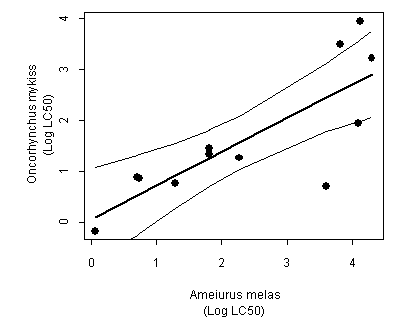 Oncorhynchus mykiss
(Log LC50)
4
3
2
1
0
0 1 2 3 4
Ameiurus melas
(Log LC50)